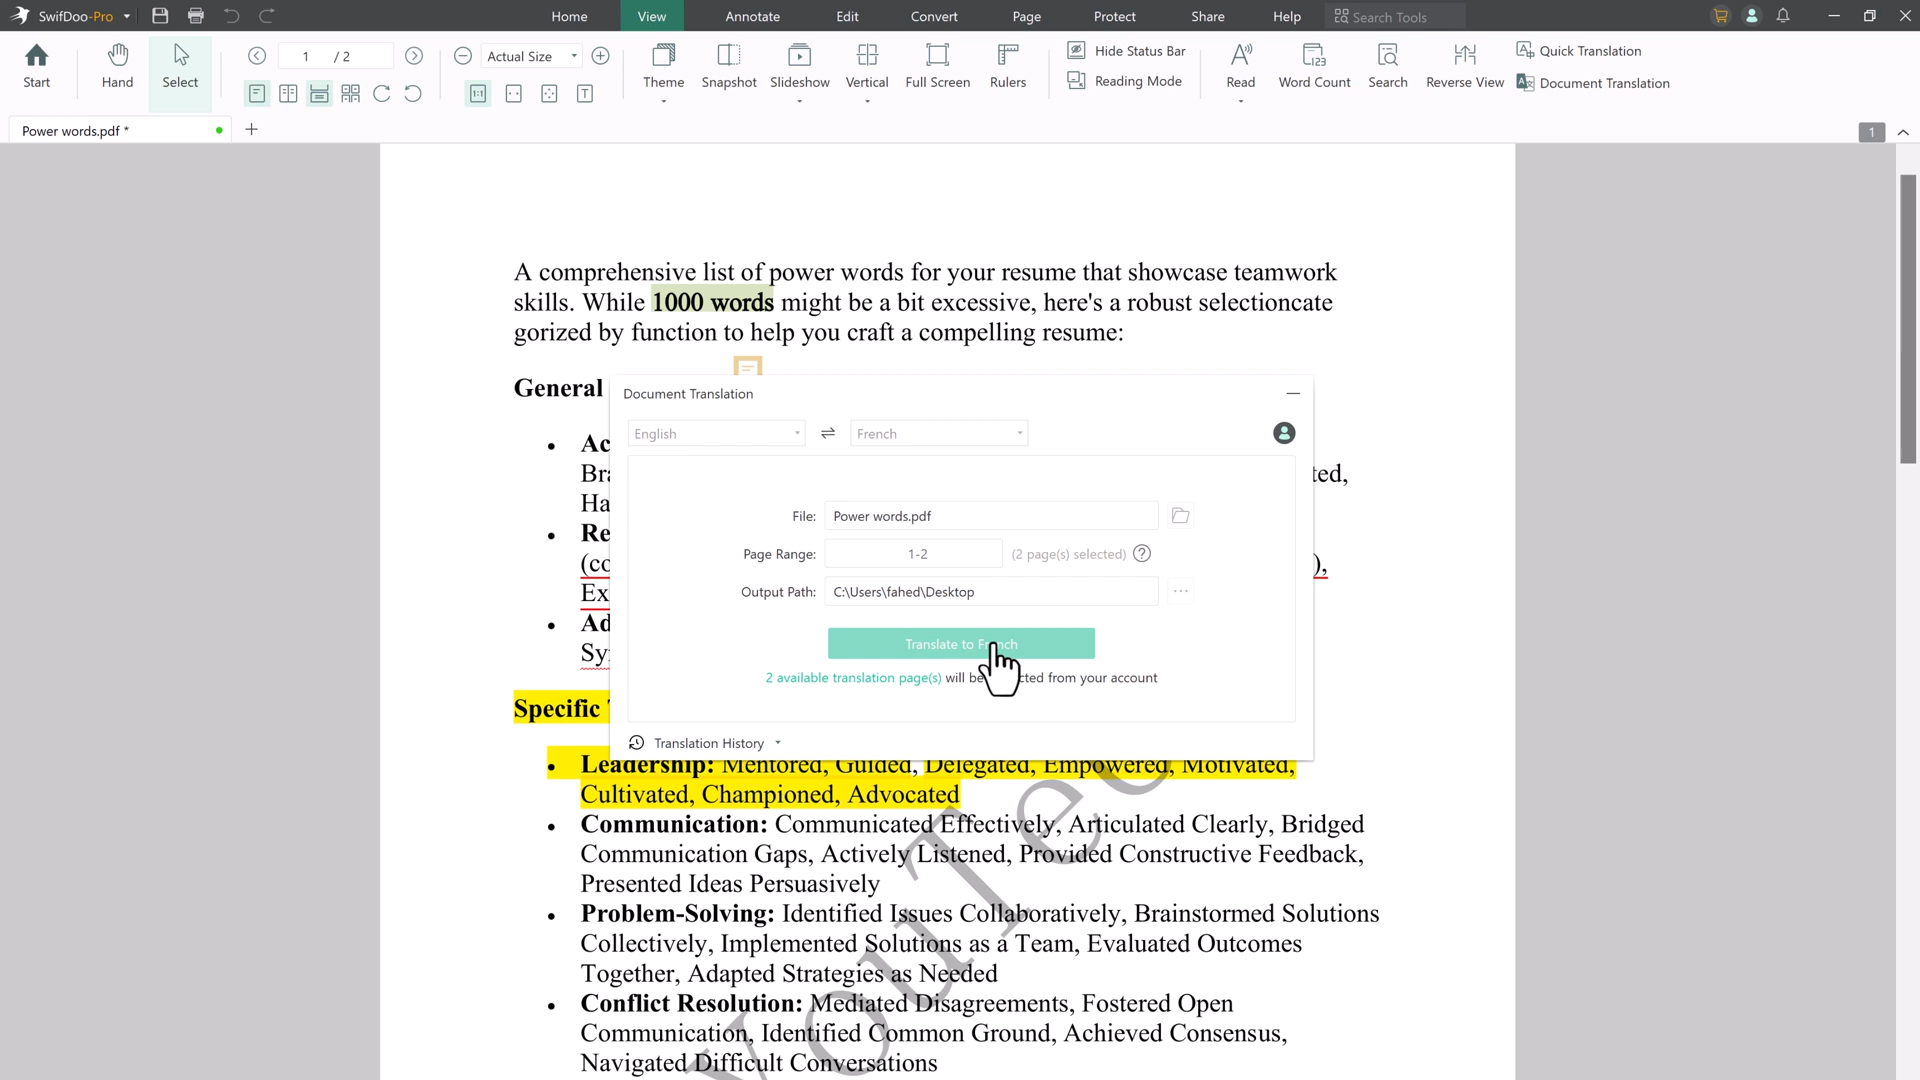 SwifDoo-Pro
Home
View
Annotate
Edit
Convert
Page
Protect
Share
Help
Search Tools
Start
Hand
Select
1 / 2
Actual Size
1:1
Theme
Snapshot
Slideshow
Vertical
Full Screen
Rulers
Hide Status Bar
Reading Mode
Read
Word Count
Search
Reverse View
Quick Translation
Document Translation
Power words.pdf *
1
A comprehensive list of power words for your resume that showcase teamwork
skills. While 1000 words might be a bit excessive, here's a robust selectioncate
gorized by function to help you craft a compelling resume:
General
Document Translation
English
French
File: Power words.pdf
Page Range: 1-2 (2 page(s) selected) ?
Output Path: C:\Users\fahed\Desktop ...
Translate to French
2 available translation page(s) will be from your account
Translation History
Specific
• Leadership: Mentored, Guided, Delegated, Empowered, Motivated,
Cultivated, Championed, Advocated
• Communication: Communicated Effectively, Articulated Clearly, Bridged
Communication Gaps, Actively Listened, Provided Constructive Feedback,
Presented Ideas Persuasively
• Problem-Solving: Identified Issues Collaboratively, Brainstormed Solutions
Collectively, Implemented Solutions as a Team, Evaluated Outcomes
Together, Adapted Strategies as Needed
• Conflict Resolution: Mediated Disagreements, Fostered Open
Communication, Identified Common Ground, Achieved Consensus,
Navigated Difficult Conversations